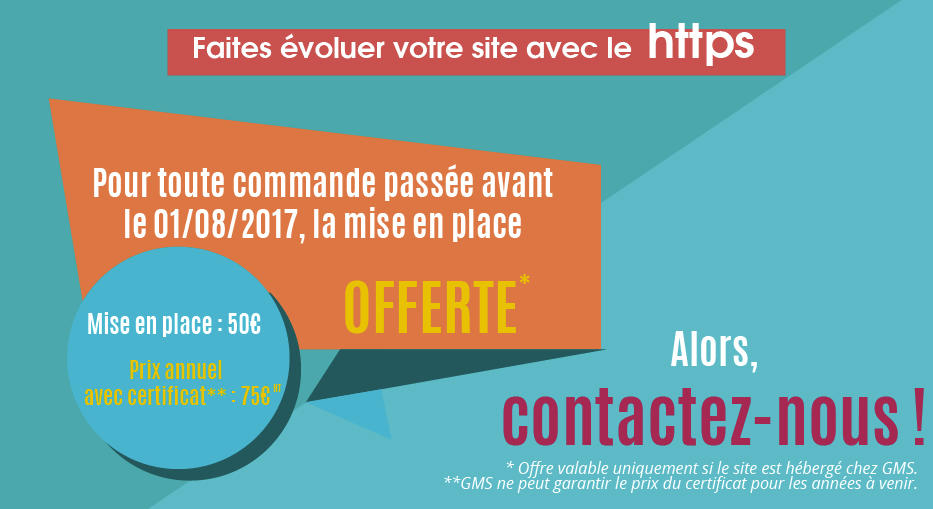 Faites évoluer votre site avec le https
Pour toute commande passée avant
le 01/08/2017, la mise en place
OFFERTE*
Mise en place : 50€
Prix annuel
avec certificat** : 75€ HT
Alors,
contactez-nous !
* Offre valable uniquement si le site est hébergé chez GMS.
**GMS ne peut garantir le prix du certificat pour les années à venir.